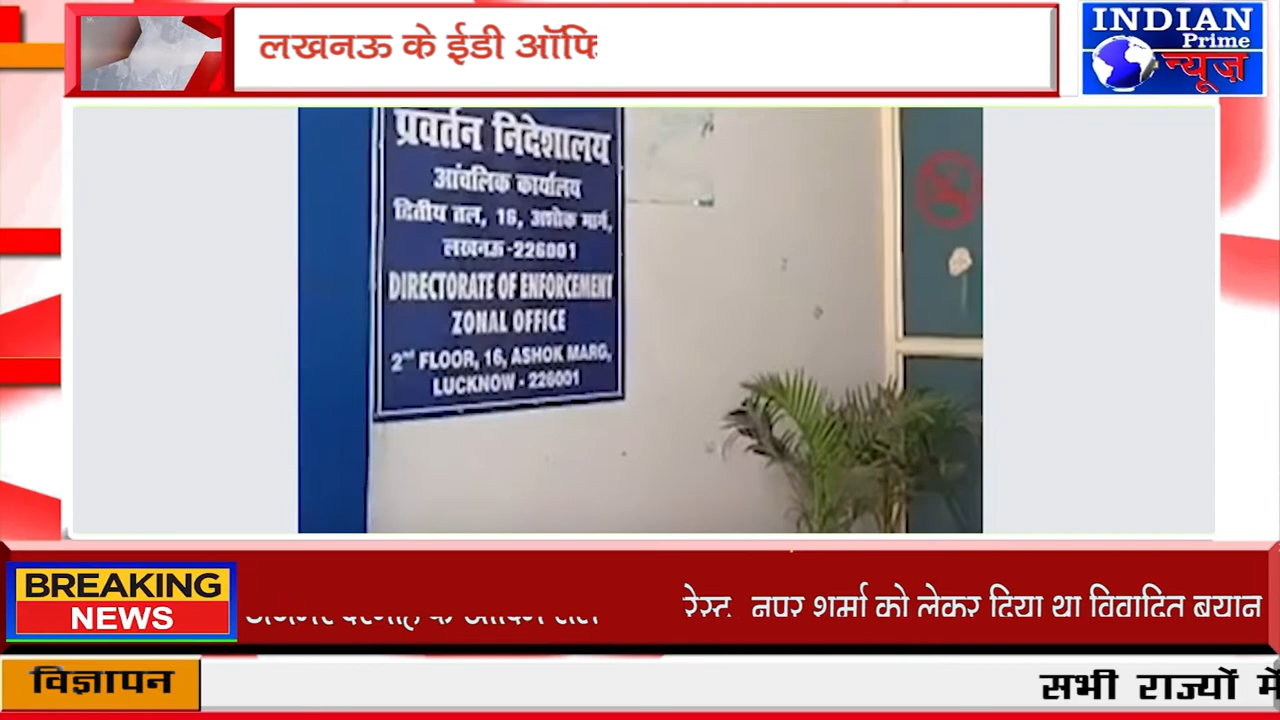 लखनऊ के ईडी ऑफि
INDIAN
Prime
न्यूज़
प्रवर्तन निदेशालय
आंचलिक कार्यालय
द्वितीय तल, 16, अशोक मार्ग,
लखनऊ-226001
DIRECTORATE OF ENFORCEMENT
ZONAL OFFICE
2nd FLOOR, 16, ASHOK MARG,
LUCKNOW - 226001
BREAKING
NEWS
शर्मा को लेकर दिया था विवादित बयान
विज्ञापन
सभी राज्यों में